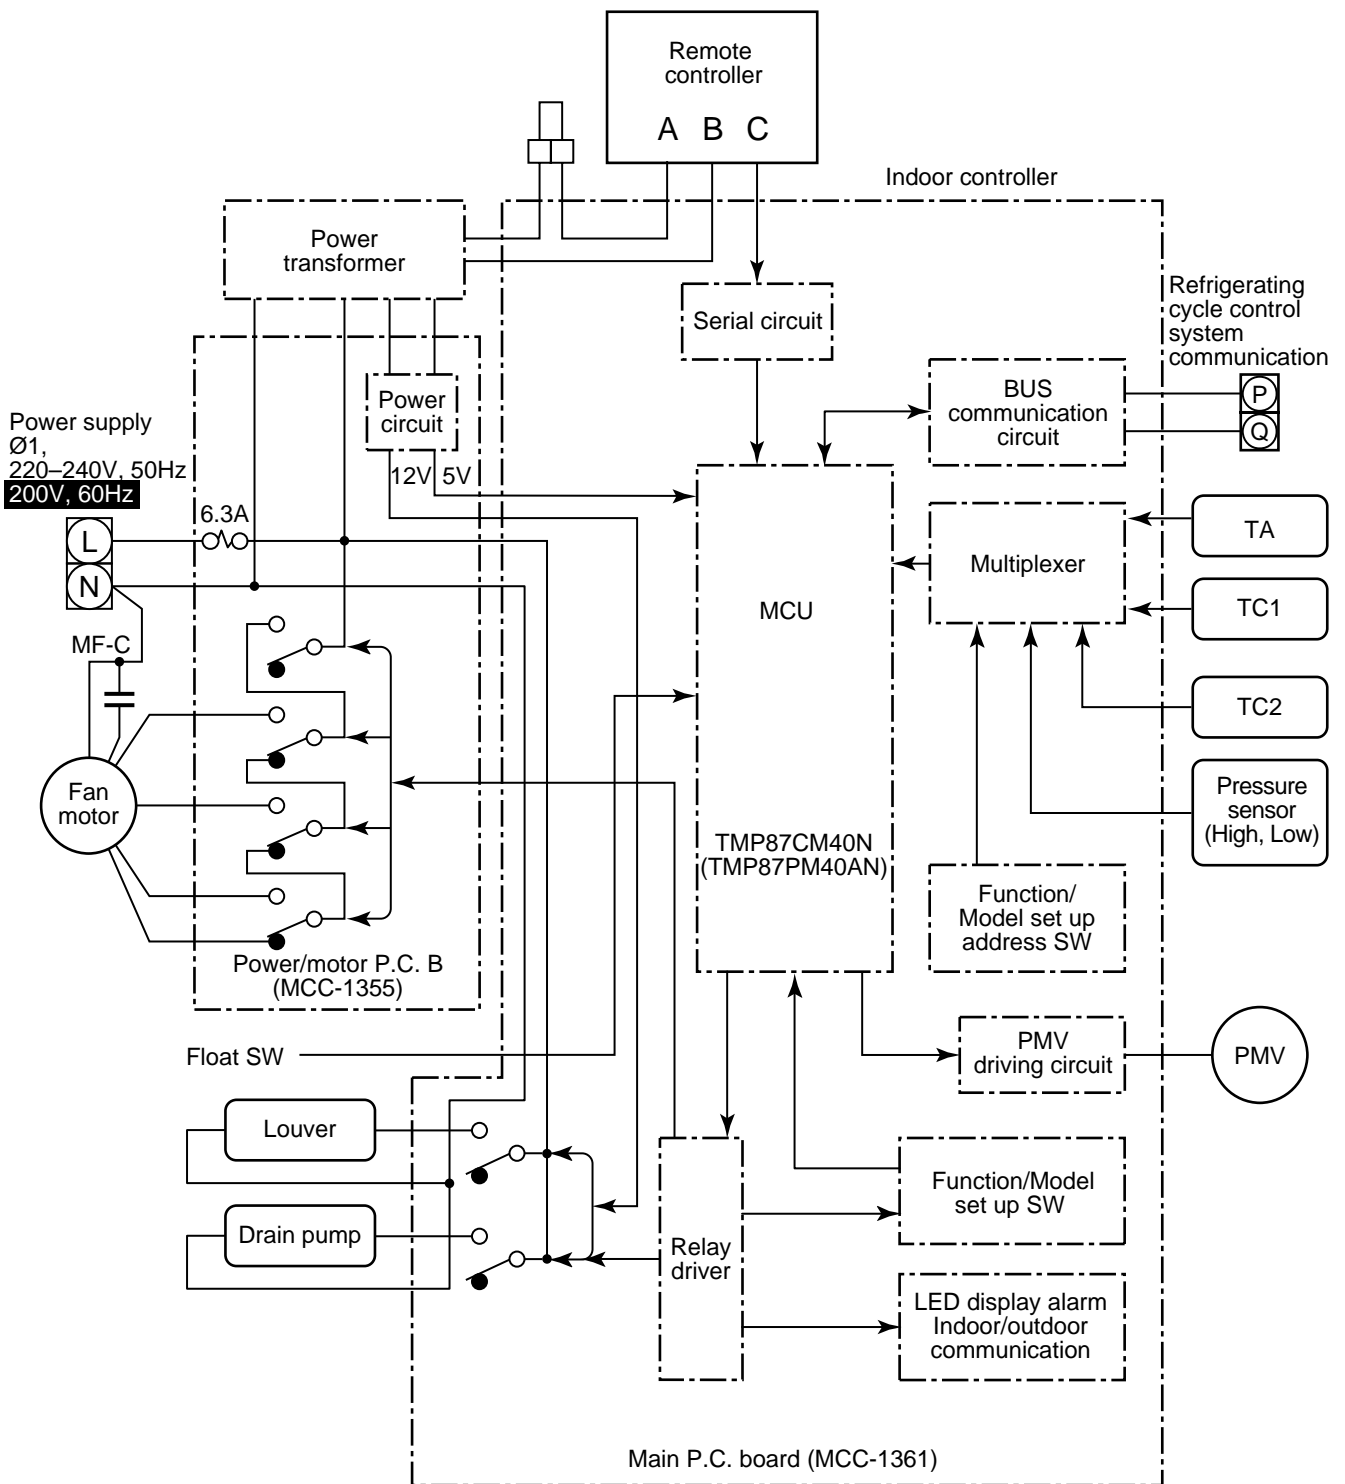 Remote
controller
A B C
Indoor controller
Power
transformer
Serial circuit
Refrigerating
cycle control
system
communication
BUS
communication
circuit
P
Q
Power
circuit
12V 5V
Power supply
Ø1,
220–240V, 50Hz
200V, 60Hz
6.3A
L
N
MF-C
Fan
motor
MCU
TMP87CM40N
(TMP87PM40AN)
Multiplexer
TA
TC1
TC2
Pressure
sensor
(High, Low)
Function/
Model set up
address SW
Power/motor P.C. B
(MCC-1355)
Float SW
PMV
driving circuit
PMV
Louver
Drain pump
Relay
driver
Function/Model
set up SW
LED display alarm
Indoor/outdoor
communication
Main P.C. board (MCC-1361)